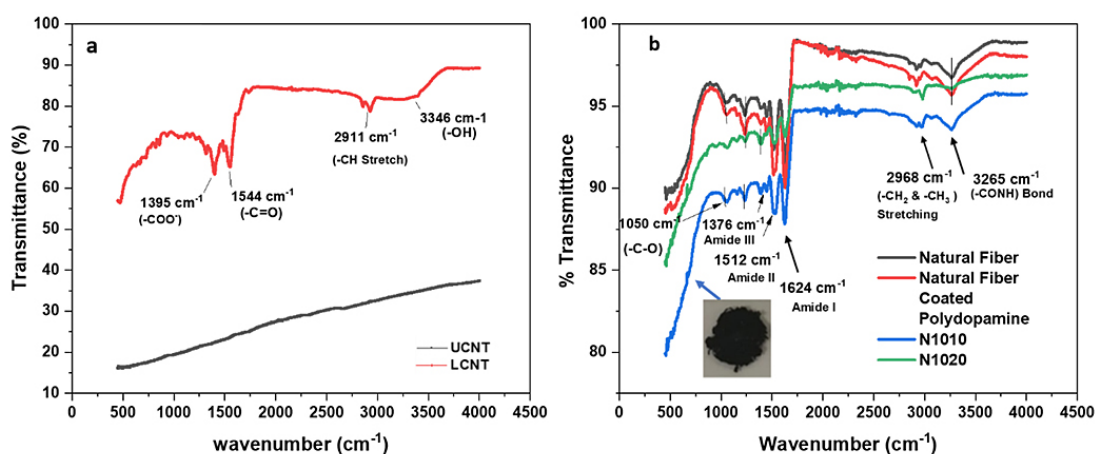 a
Transmittance (%)
100
90
80
70
60
50
40
30
20
10
0
500
1000
1500
2000
2500
3000
3500
4000
4500
wavenumber (cm-1)
2911 cm-1
(-CH Stretch)
3346 cm-1
(-OH)
1395 cm-1
(-COO-)
1544 cm-1
(-C=O)
UCNT
LCNT
b
% Transmittance
100
95
90
85
80
0
500
1000
1500
2000
2500
3000
3500
4000
4500
Wavenumber (cm-1)
1050 cm-1
(-C-O)
1376 cm-1
Amide III
1512 cm-1
Amide II
1624 cm-1
Amide I
2968 cm-1
(-CH2 & -CH3 )
Stretching
3265 cm-1
(-CONH) Bond
Natural Fiber
Natural Fiber
Coated
Polydopamine
N1010
N1020